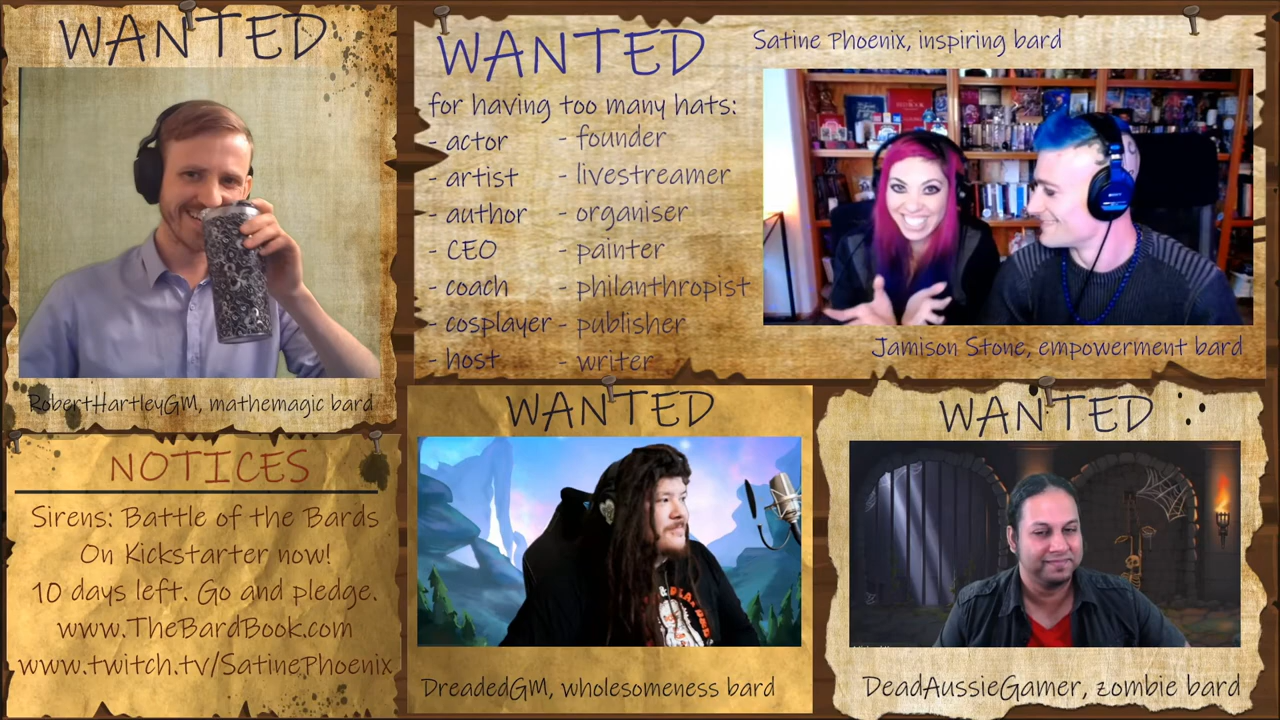 WANTED
RobertHartleyGM, mathemagic bard
WANTED
for having too many hats:
- actor
- artist
- author
- CEO
- coach
- cosplayer
- host
- founder
- livestreamer
- organiser
- painter
- philanthropist
- publisher
- writer
Satine Phoenix, inspiring bard
Jamison Stone, empowerment bard
NOTICES
Sirens: Battle of the Bards
On Kickstarter now!
10 days left. Go and pledge.
www.TheBardBook.com
www.twitch.tv/SatinePhoenix
WANTED
DreadedGM, wholesomeness bard
WANTED
DeadAussieGamer, zombie bard